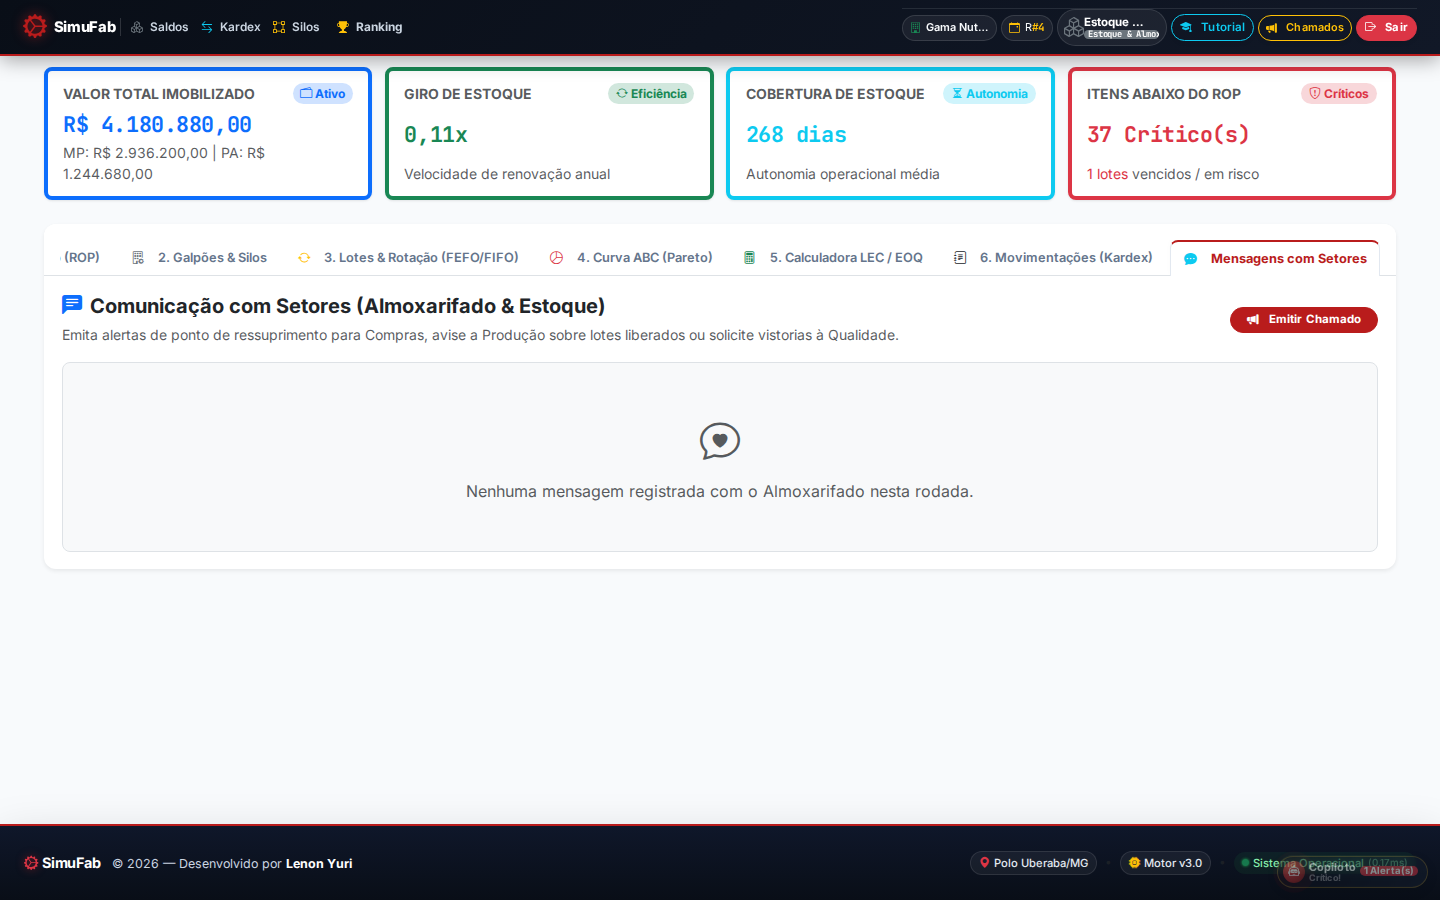 SimuFab
Saldos
Kardex
Silos
Ranking
Gama Nut...
R#4
Estoque ...
Estoque & Almox
Tutorial
Chamados
Sair
VALOR TOTAL IMOBILIZADO
Ativo
R$ 4.180.880,00
MP: R$ 2.936.200,00 | PA: R$
1.244.680,00
GIRO DE ESTOQUE
Eficiência
0,11x
Velocidade de renovação anual
COBERTURA DE ESTOQUE
Autonomia
268 dias
Autonomia operacional média
ITENS ABAIXO DO ROP
Críticos
37 Crítico(s)
1 lotes vencidos / em risco
(ROP)
2. Galpões & Silos
3. Lotes & Rotação (FEFO/FIFO)
4. Curva ABC (Pareto)
5. Calculadora LEC / EOQ
6. Movimentações (Kardex)
Mensagens com Setores
Comunicação com Setores (Almoxarifado & Estoque)
Emita alertas de ponto de ressuprimento para Compras, avise a Produção sobre lotes liberados ou solicite vistorias à Qualidade.
Emitir Chamado
Nenhuma mensagem registrada com o Almoxarifado nesta rodada.
SimuFab
© 2026 — Desenvolvido por Lenon Yuri
Polo Uberaba/MG
Motor v3.0
Sistema Operacional (0.17ms)
Copiloto
Crítico!
1 Alerta(s)